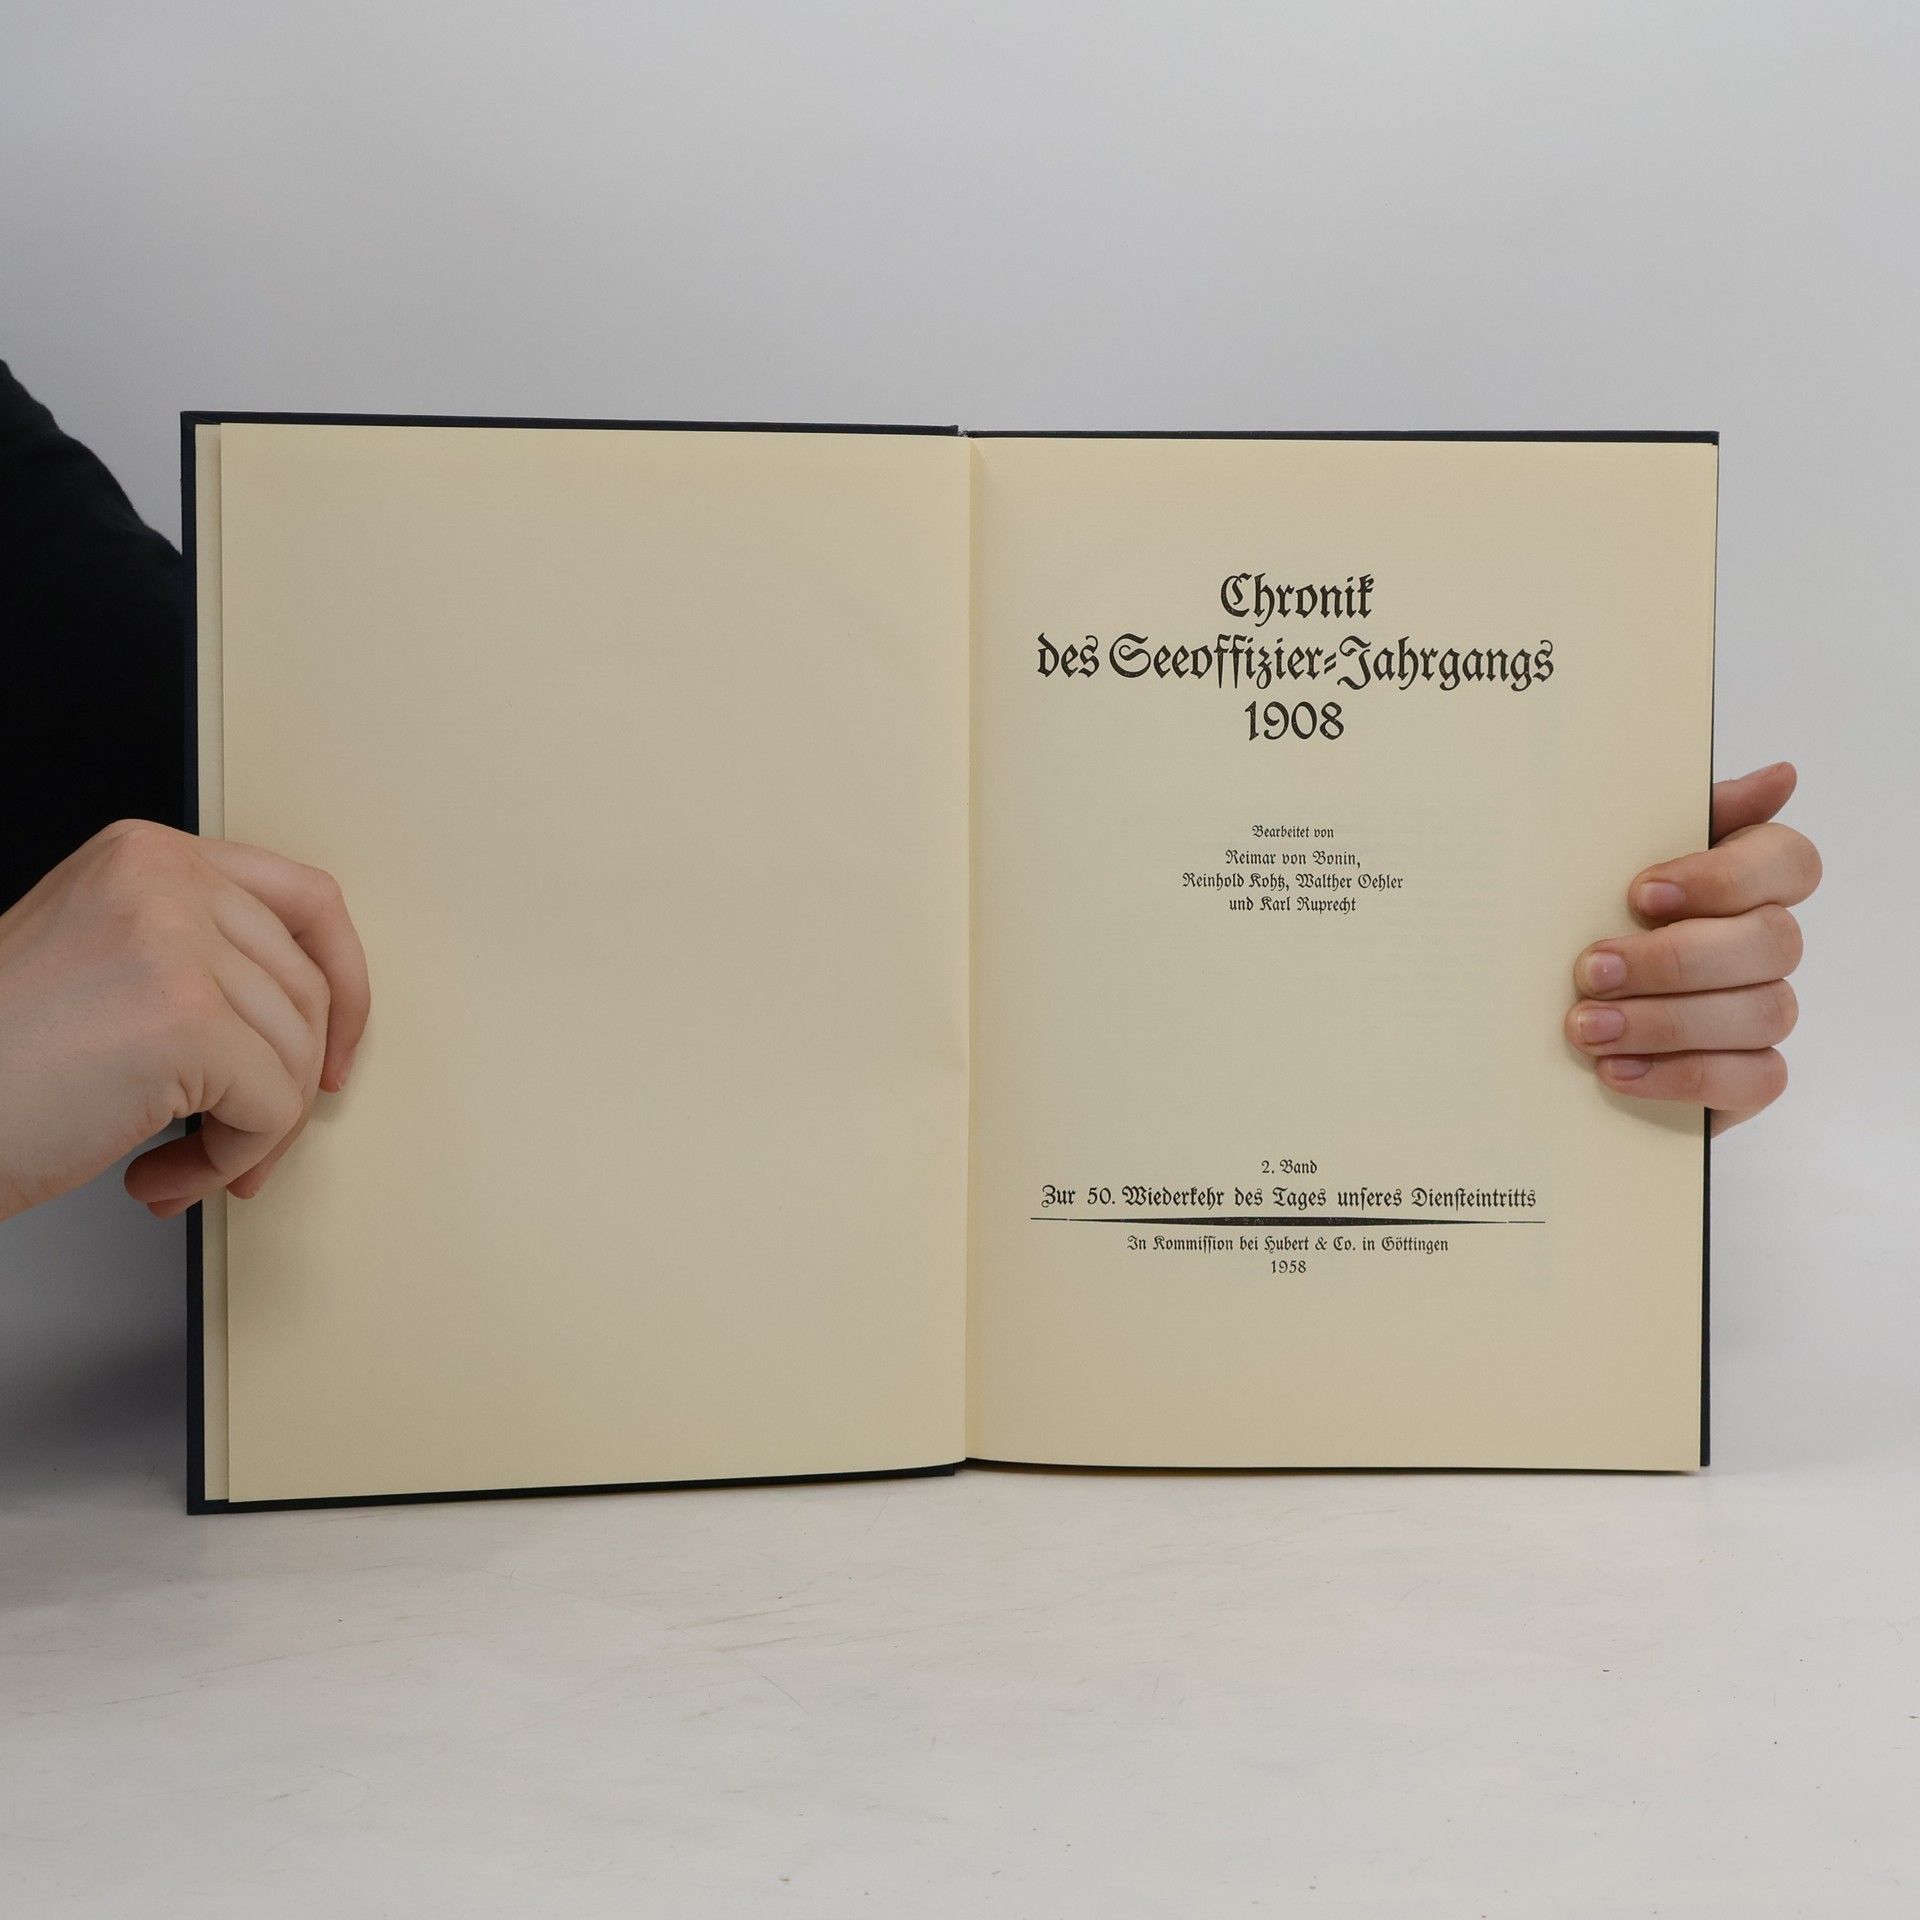 Chronik
des Seeoffizier-Jahrgangs
1908
Bearbeitet von
Reimar von Bonin,
Reinhold Kohtz, Walther Oehler
und Karl Ruprecht
2. Band
Zur 50. Wiederkehr des Tages unſeres Dienſteintritts
In Kommiſſion bei Hubert & Co. in Göttingen
1958